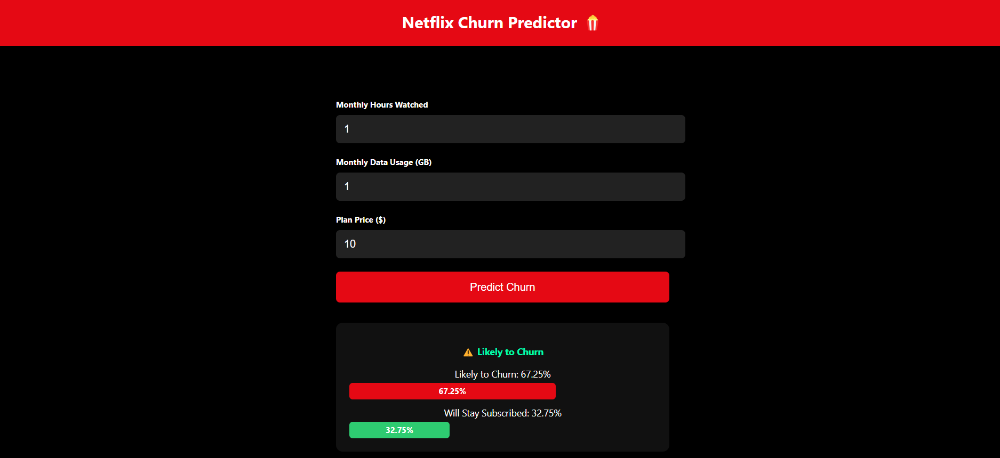 Netflix Churn Predictor 🍿
Monthly Hours Watched
1
Monthly Data Usage (GB)
1
Plan Price ($)
10
Predict Churn
⚠️ Likely to Churn
Likely to Churn: 67.25%
67.25%
Will Stay Subscribed: 32.75%
32.75%